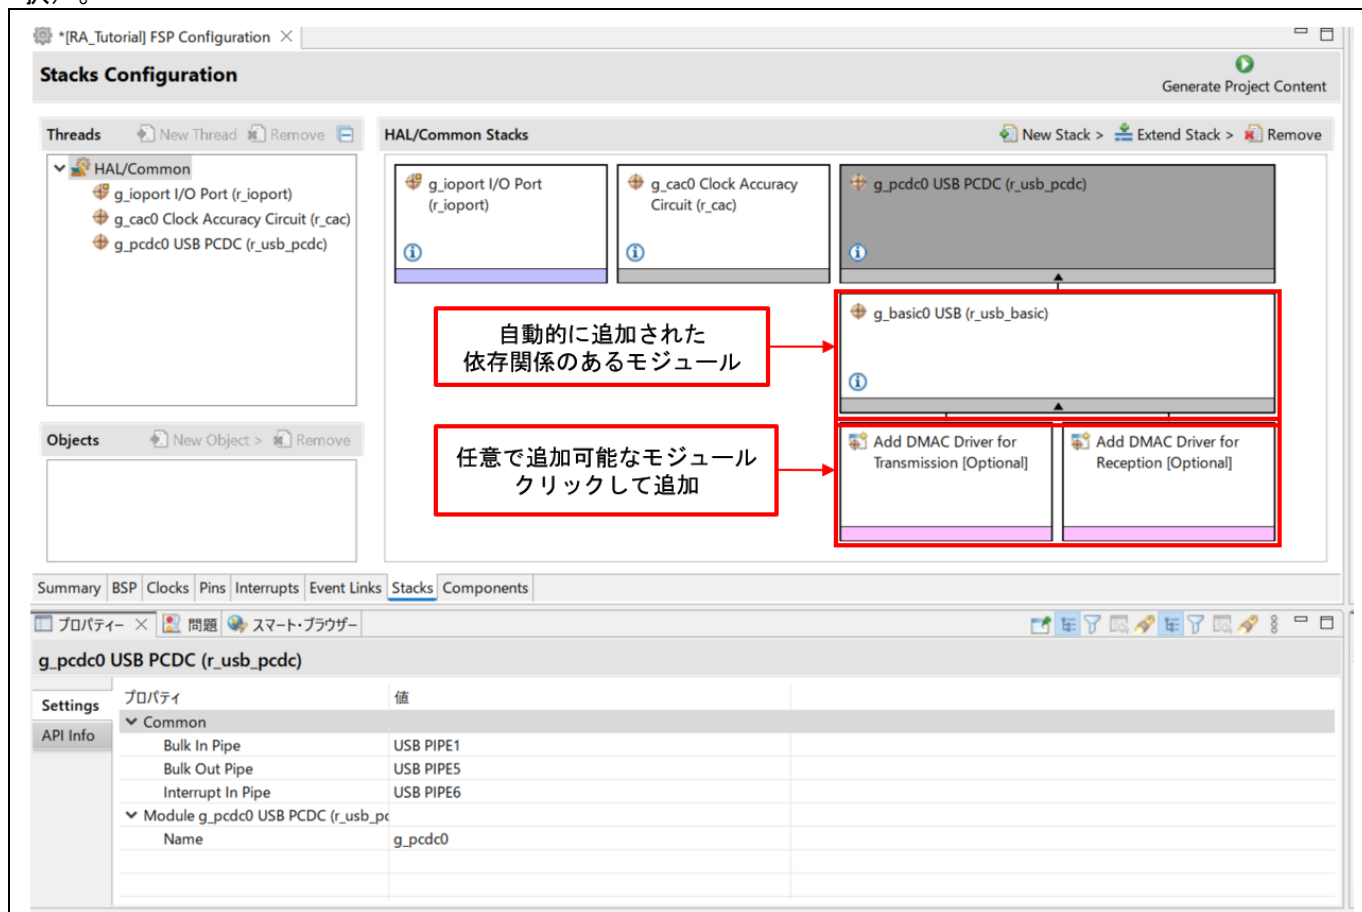 *[RA_Tutorial] FSP Configuration
Stacks Configuration
Generate Project Content
Threads
New Thread
Remove
HAL/Common
g_ioport I/O Port (r_ioport)
g_cac0 Clock Accuracy Circuit (r_cac)
g_pcdc0 USB PCDC (r_usb_pcdc)
Objects
New Object >
Remove
HAL/Common Stacks
New Stack >
Extend Stack >
Remove
g_ioport I/O Port
(r_ioport)
g_cac0 Clock Accuracy
Circuit (r_cac)
g_pcdc0 USB PCDC (r_usb_pcdc)
自動的に追加された
依存関係のあるモジュール
g_basic0 USB (r_usb_basic)
任意で追加可能なモジュール
クリックして追加
Add DMAC Driver for
Transmission [Optional]
Add DMAC Driver for
Reception [Optional]
Summary
BSP
Clocks
Pins
Interrupts
Event Links
Stacks
Components
プロパティー
問題
スマート・ブラウザー
g_pcdc0 USB PCDC (r_usb_pcdc)
Settings
API Info
プロパティ
値
Common
Bulk In Pipe
USB PIPE1
Bulk Out Pipe
USB PIPE5
Interrupt In Pipe
USB PIPE6
Module g_pcdc0 USB PCDC (r_usb_pc
Name
g_pcdc0